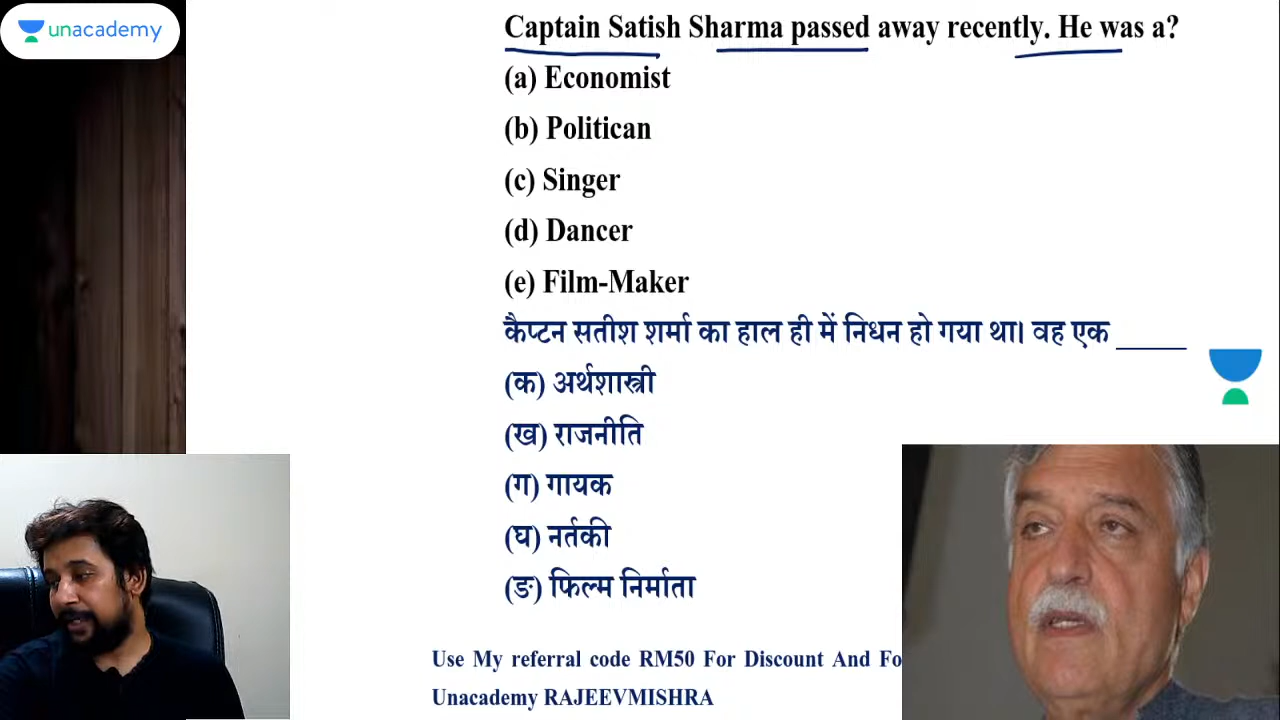 unacademy
Captain Satish Sharma passed away recently. He was a?
(a) Economist
(b) Politican
(c) Singer
(d) Dancer
(e) Film-Maker
कैप्टन सतीश शर्मा का हाल ही में निधन हो गया था। वह एक _____
(क) अर्थशास्त्री
(ख) राजनीति
(ग) गायक
(घ) नर्तकी
(ङ) फिल्म निर्माता
Use My referral code RM50 For Discount And Fo
Unacademy RAJEEVMISHRA